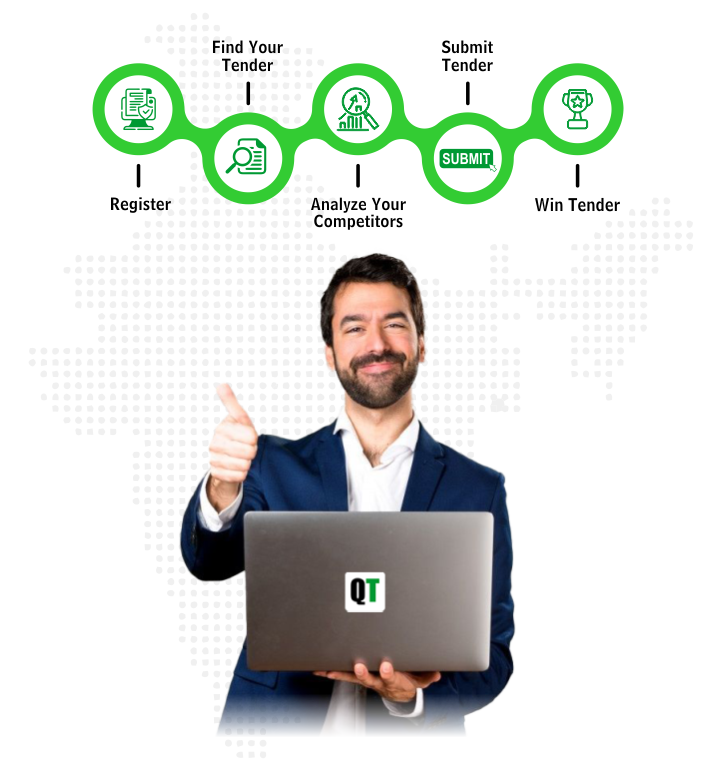 Find Your
Tender
Submit
Tender
SUBMIT
Register
Analyze Your
Competitors
Win Tender
QT